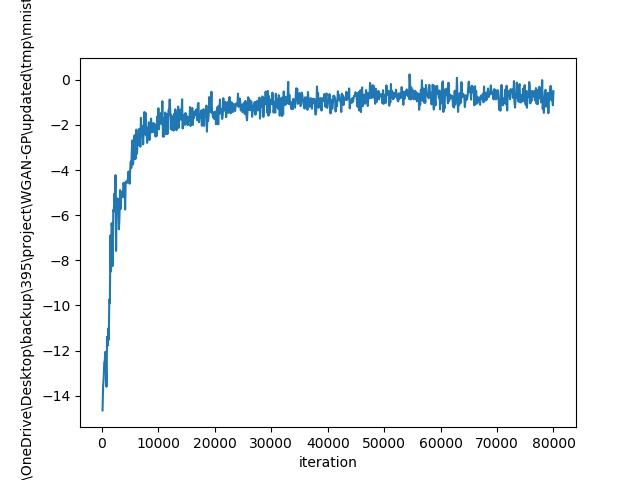 \OneDrive\Desktop\backup\395\project\WGAN-GP\updated\tmp\mnist
0
−2
−4
−6
−8
−10
−12
−14
0 10000 20000 30000 40000 50000 60000 70000 80000
iteration